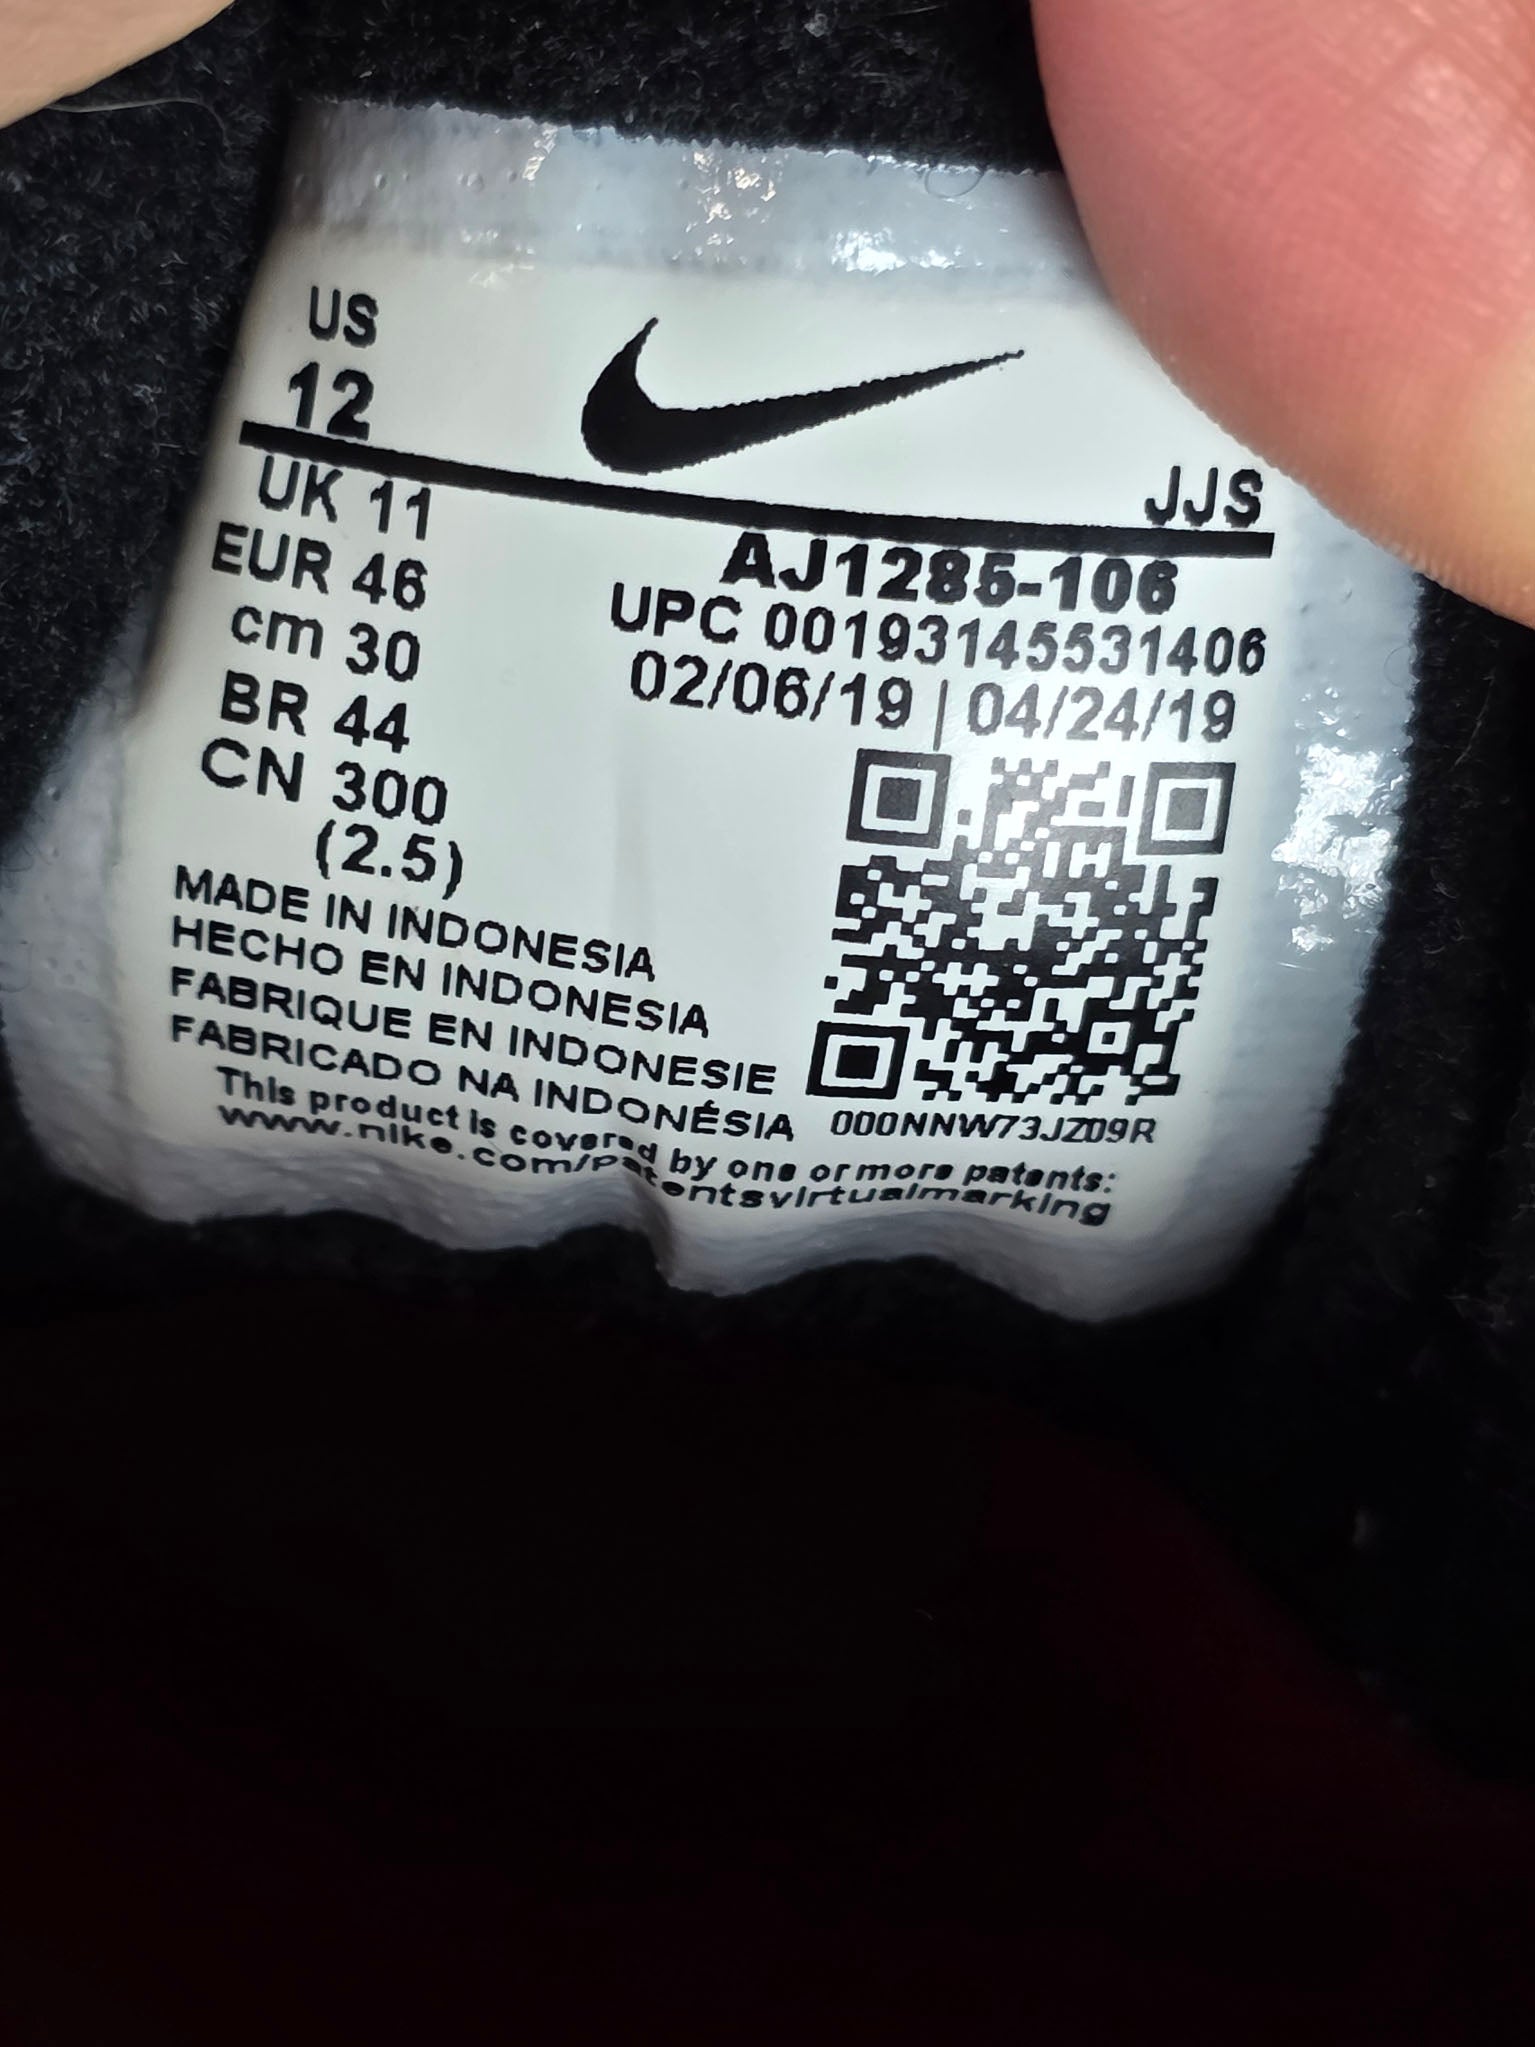 US
12
JJS
UK 11
EUR 46
cm 30
BR 44
CN 300
(2.5)
AJ1285-106
UPC 00193145531406
02/06/19 | 04/24/19
MADE IN INDONESIA
HECHO EN INDONESIA
FABRIQUE EN INDONESIE
FABRICADO NA INDONÉSIA
000NNW73JZ09R
This product is covered by one or more patents:
www.nike.com/patentsvirtualmarking